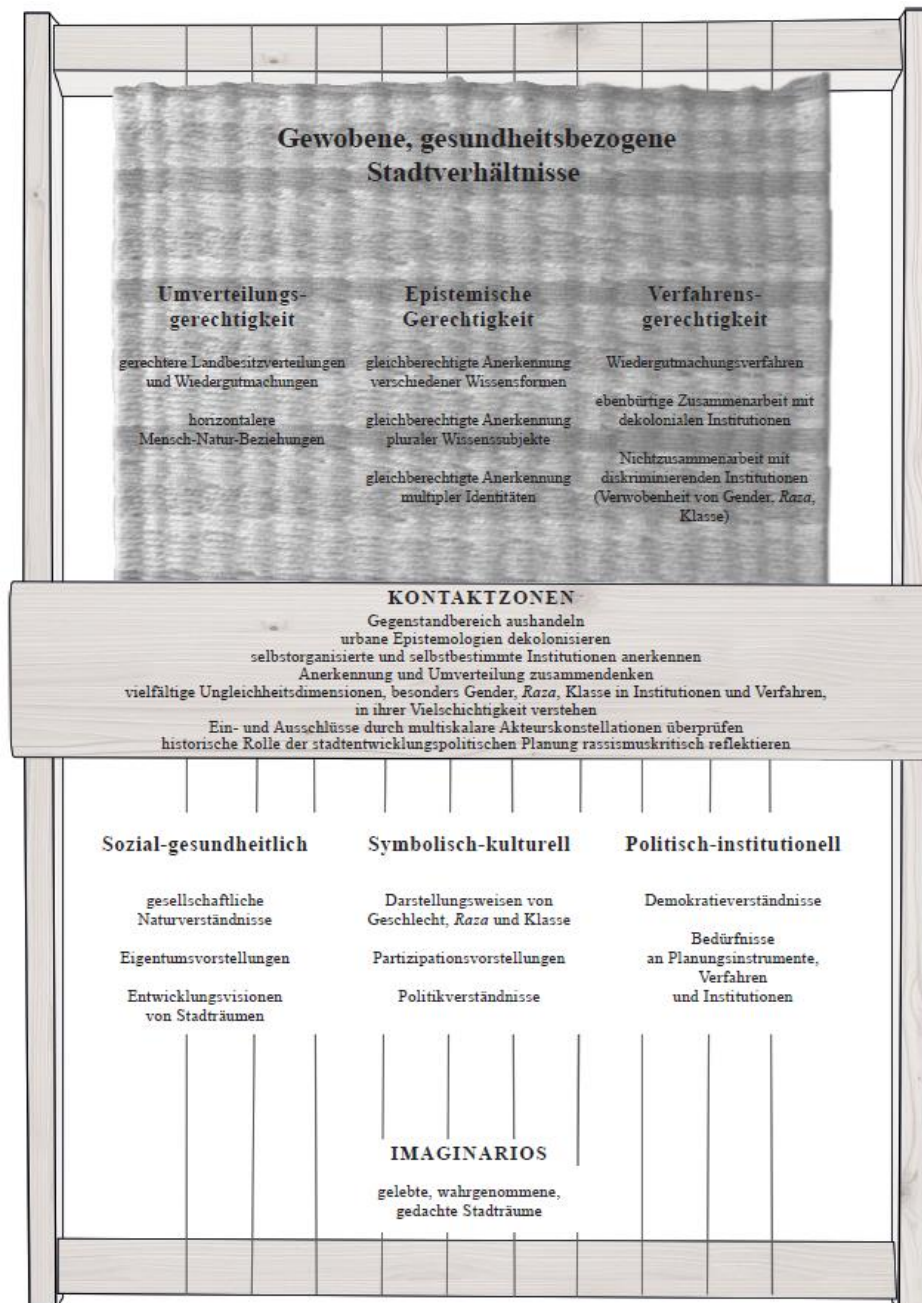 Gewobene, gesundheitsbezogene
Stadtverhältnisse
Umverteilungs-
gerechtigkeit
gerechtere Landbesitzverteilungen
und Wiedergutmachungen
horizontalere
Mensch-Natur-Beziehungen
Epistemische
Gerechtigkeit
gleichberechtigte Anerkennung
verschiedener Wissensformen
gleichberechtigte Anerkennung
pluraler Wissenssubjekte
gleichberechtigte Anerkennung
multipler Identitäten
Verfahrens-
gerechtigkeit
Wiedergutmachungsverfahren
ebenbürtige Zusammenarbeit mit
dekolonialen Institutionen
Nichtzusammenarbeit mit
diskriminierenden Institutionen
(Verwobenheit von Gender, Raza,
Klasse)
KONTAKTZONEN
Gegenstandbereich aushandeln
urbane Epistemologien dekolonisieren
selbstorganisierte und selbstbestimmte Institutionen anerkennen
Anerkennung und Umverteilung zusammendenken
vielfältige Ungleichheitsdimensionen, besonders Gender, Raza, Klasse in Institutionen und Verfahren,
in ihrer Vielschichtigkeit verstehen
Ein- und Ausschlüsse durch multiskalare Akteurskonstellationen überprüfen
historische Rolle der stadtentwicklungspolitischen Planung rassismuskritisch reflektieren
Sozial-gesundheitlich
gesellschaftliche
Naturverständnisse
Eigentumsvorstellungen
Entwicklungsvisionen
von Stadträumen
Symbolisch-kulturell
Darstellungsweisen von
Geschlecht, Raza und Klasse
Partizipationsvorstellungen
Politikverständnisse
Politisch-institutionell
Demokratieverständnisse
Bedürfnisse
an Planungsinstrumente,
Verfahren
und Institutionen
IMAGINARIOS
gelebte, wahrgenommene,
gedachte Stadträume